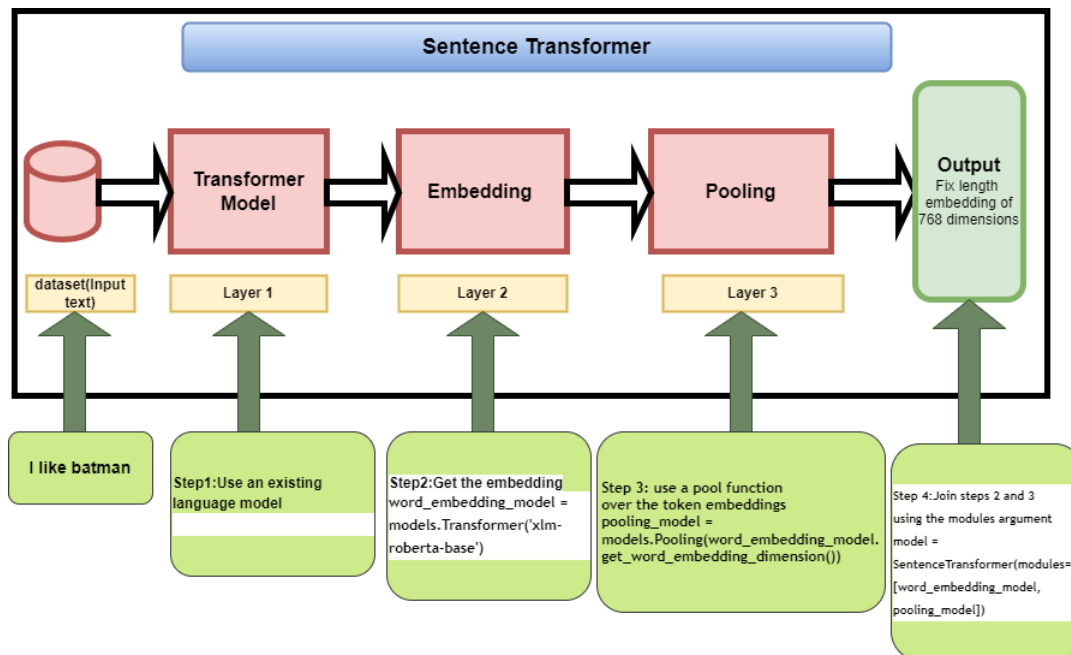 Sentence Transformer
Transformer
Model
Embedding
Pooling
Output
Fix length
embedding of
768 dimensions
dataset(Input
text)
Layer 1
Layer 2
Layer 3
I like batman
Step1:Use an existing
language model
Step2:Get the embedding
word_embedding_model =
models.Transformer('xlm-
roberta-base')
Step 3: use a pool function
over the token embeddings
pooling_model =
models.Pooling(word_embedding_model.
get_word_embedding_dimension())
Step 4:Join steps 2 and 3
using the modules argument
model =
SentenceTransformer(modules=
[word_embedding_model,
pooling_model])